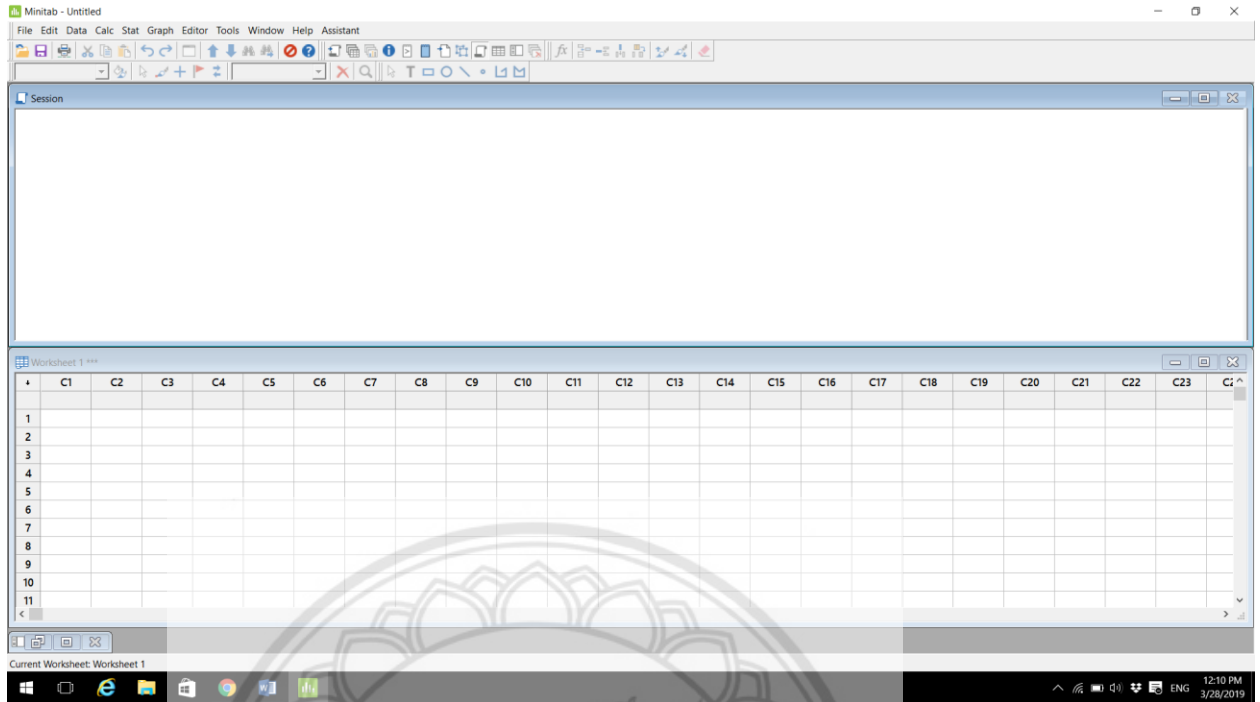 Minitab - Untitled
File Edit Data Calc Stat Graph Editor Tools Window Help Assistant
Session
Worksheet 1 ***
C1 C2 C3 C4 C5 C6 C7 C8 C9 C10 C11 C12 C13 C14 C15 C16 C17 C18 C19 C20 C21 C22 C23
1
2
3
4
5
6
7
8
9
10
11
Current Worksheet: Worksheet 1
ENG 12:10 PM
3/28/2019